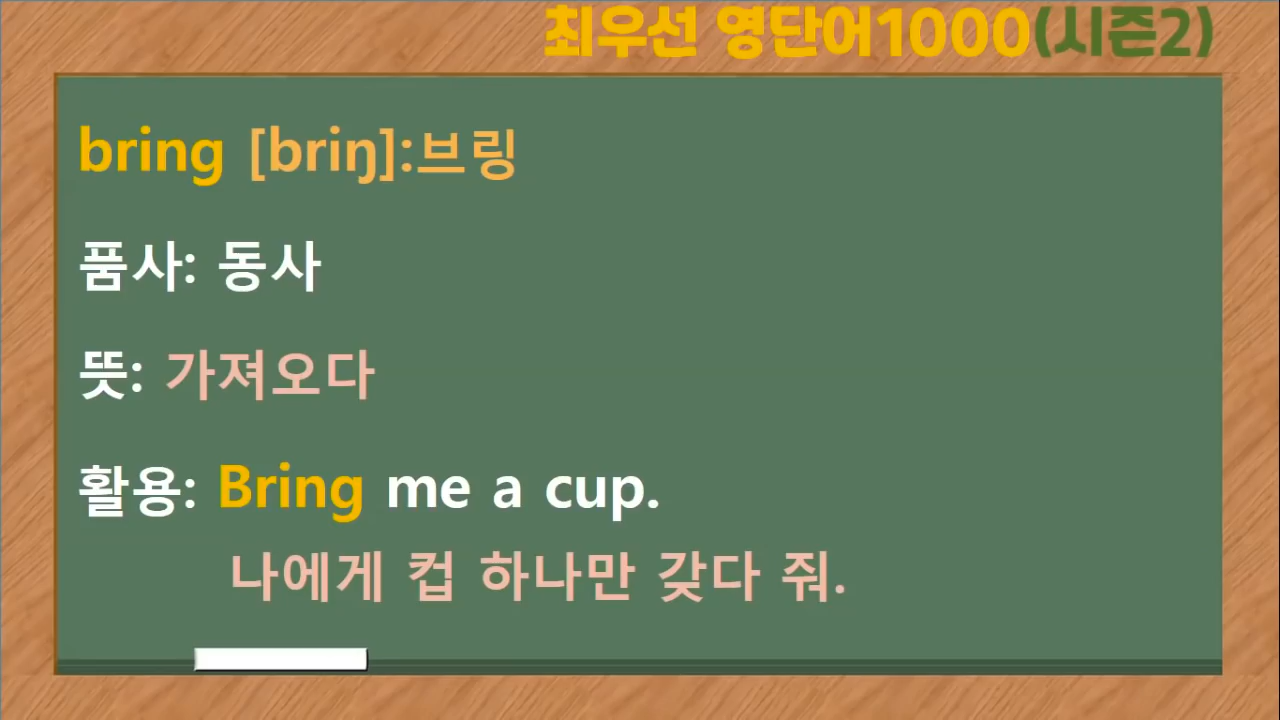 최우선 영단어1000(시즌2)
bring [briŋ]:브링
품사: 동사
뜻: 가져오다
활용: Bring me a cup.
나에게 컵 하나만 갖다 줘.